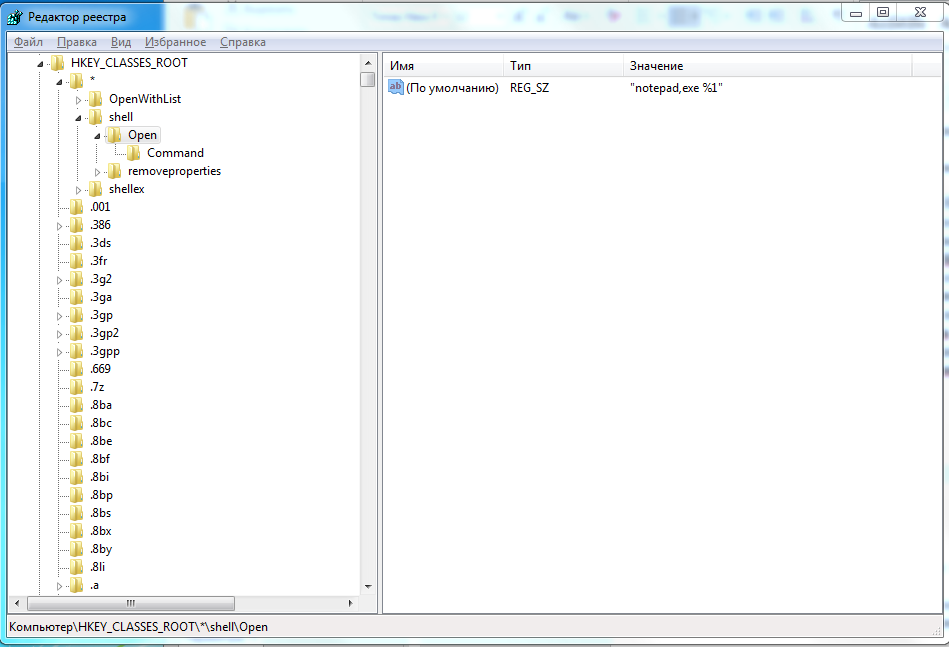 Редактор реестра
Файл Правка Вид Избранное Справка
HKEY_CLASSES_ROOT
*
OpenWithList
shell
Open
Command
removeproperties
shellex
.001
.386
.3ds
.3fr
.3g2
.3ga
.3gp
.3gp2
.3gpp
.669
.7z
.8ba
.8bc
.8be
.8bf
.8bi
.8bp
.8bs
.8bx
.8by
.8li
.a
Имя Тип Значение
ab (По умолчанию) REG_SZ "notepad,exe %1"
Компьютер\HKEY_CLASSES_ROOT\*\shell\Open